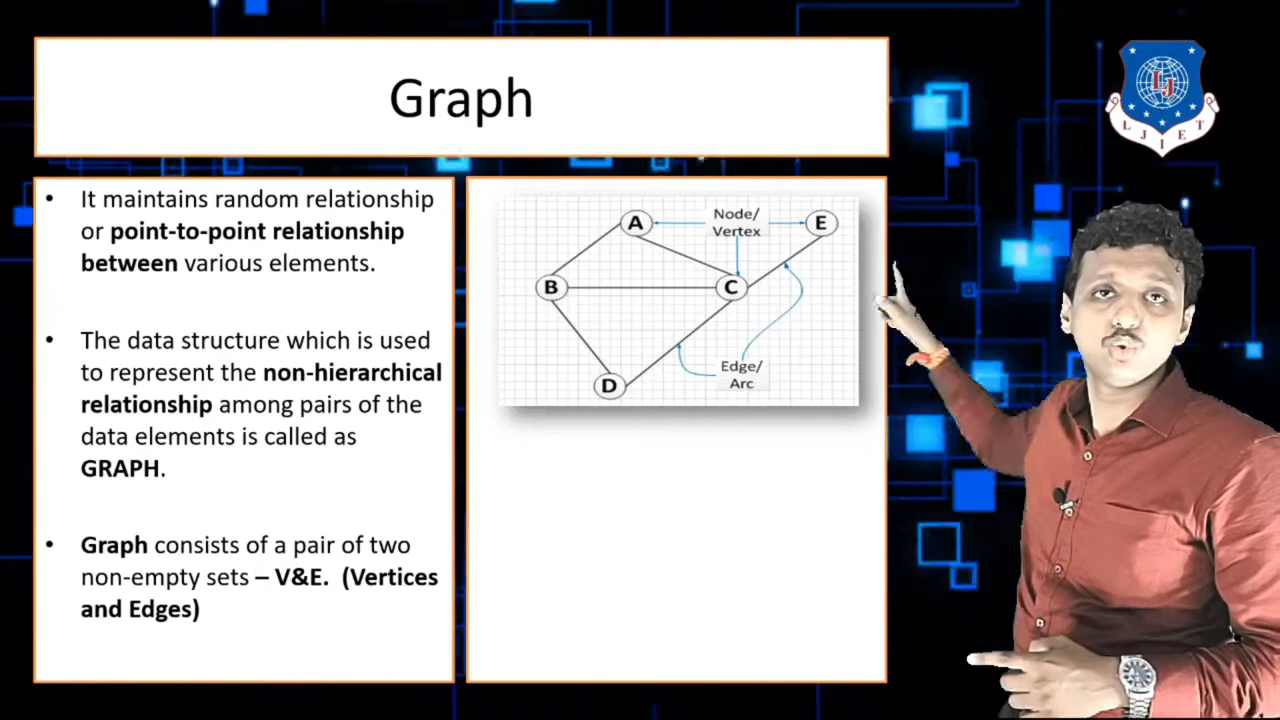 Graph
• It maintains random relationship
or point-to-point relationship
between various elements.
• The data structure which is used
to represent the non-hierarchical
relationship among pairs of the
data elements is called as
GRAPH.
• Graph consists of a pair of two
non-empty sets – V&E. (Vertices
and Edges)
A
Node/
Vertex
E
B
C
D
Edge/
Arc
LJ
L J I E T